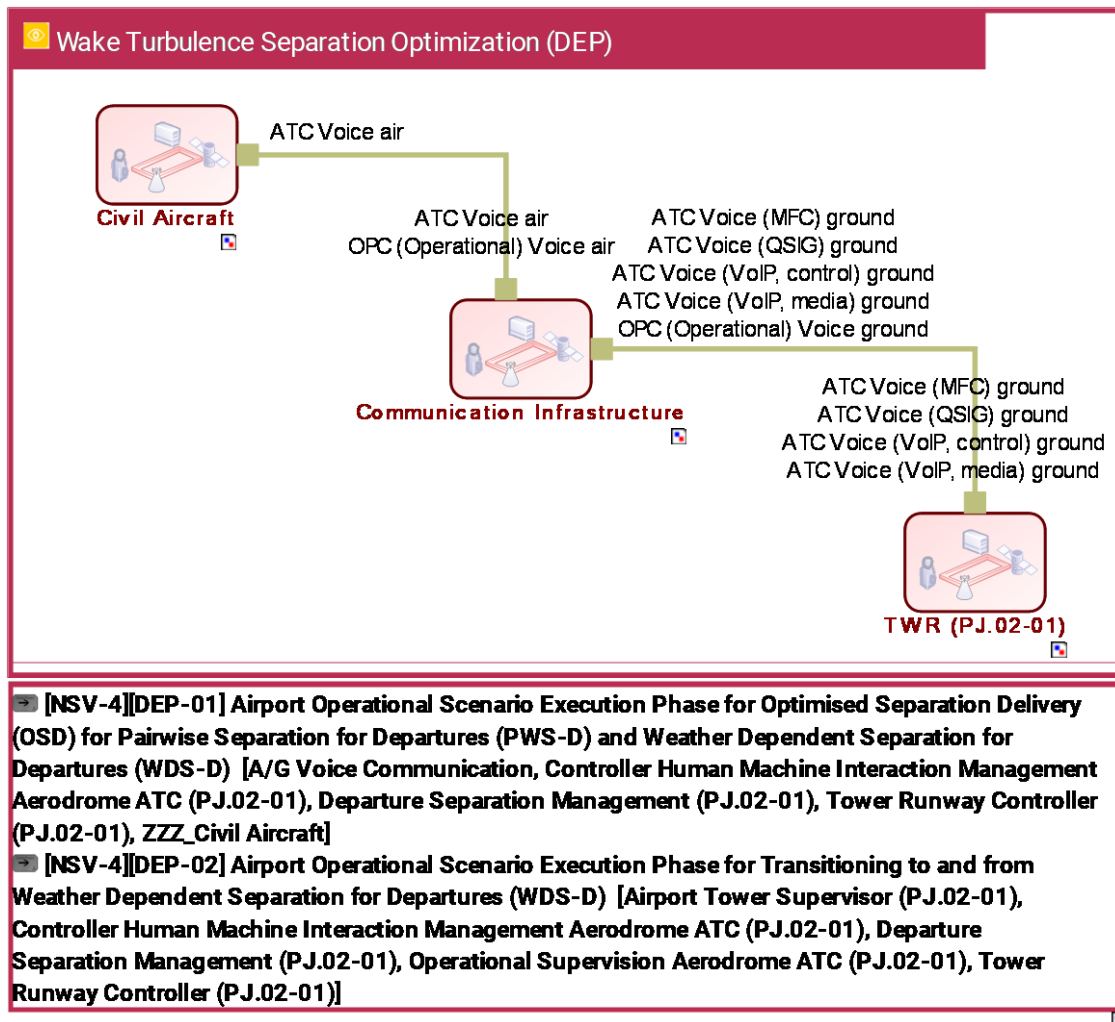 Wake Turbulence Separation Optimization (DEP)
ATC Voice air
Civil Aircraft
ATC Voice air
OPC (Operational) Voice air
ATC Voice (MFC) ground
ATC Voice (QSIG) ground
ATC Voice (VoIP, control) ground
ATC Voice (VoIP, media) ground
OPC (Operational) Voice ground
Communication Infrastructure
ATC Voice (MFC) ground
ATC Voice (QSIG) ground
ATC Voice (VoIP, control) ground
ATC Voice (VoIP, media) ground
TWR (PJ.02-01)
[NSV-4][DEP-01] Airport Operational Scenario Execution Phase for Optimised Separation Delivery
(OSD) for Pairwise Separation for Departures (PWS-D) and Weather Dependent Separation for
Departures (WDS-D) [A/G Voice Communication, Controller Human Machine Interaction Management
Aerodrome ATC (PJ.02-01), Departure Separation Management (PJ.02-01), Tower Runway Controller
(PJ.02-01), ZZZ_Civil Aircraft]
[NSV-4][DEP-02] Airport Operational Scenario Execution Phase for Transitioning to and from
Weather Dependent Separation for Departures (WDS-D) [Airport Tower Supervisor (PJ.02-01),
Controller Human Machine Interaction Management Aerodrome ATC (PJ.02-01), Departure
Separation Management (PJ.02-01), Operational Supervision Aerodrome ATC (PJ.02-01), Tower
Runway Controller (PJ.02-01)]